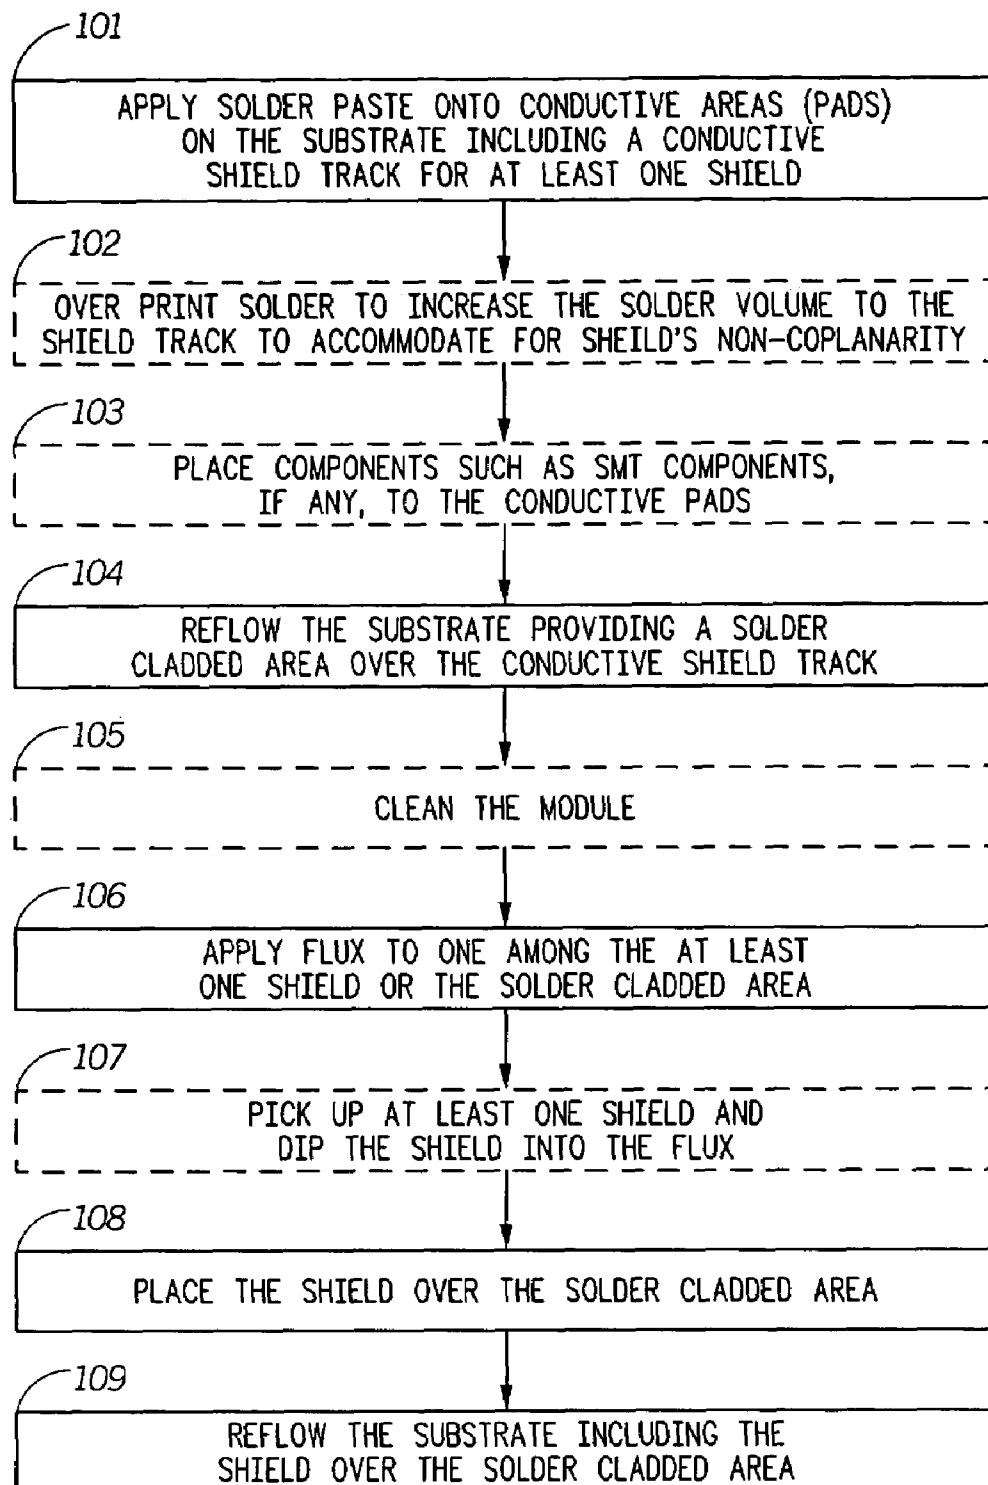 101
APPLY SOLDER PASTE ONTO CONDUCTIVE AREAS (PADS)
ON THE SUBSTRATE INCLUDING A CONDUCTIVE
SHIELD TRACK FOR AT LEAST ONE SHIELD
102
OVER PRINT SOLDER TO INCREASE THE SOLDER VOLUME TO THE
SHIELD TRACK TO ACCOMMODATE FOR SHEILD'S NON-COPLANARITY
103
PLACE COMPONENTS SUCH AS SMT COMPONENTS,
IF ANY, TO THE CONDUCTIVE PADS
104
REFLOW THE SUBSTRATE PROVIDING A SOLDER
CLADDED AREA OVER THE CONDUCTIVE SHIELD TRACK
105
CLEAN THE MODULE
106
APPLY FLUX TO ONE AMONG THE AT LEAST
ONE SHIELD OR THE SOLDER CLADDED AREA
107
PICK UP AT LEAST ONE SHIELD AND
DIP THE SHIELD INTO THE FLUX
108
PLACE THE SHIELD OVER THE SOLDER CLADDED AREA
109
REFLOW THE SUBSTRATE INCLUDING THE
SHIELD OVER THE SOLDER CLADDED AREA